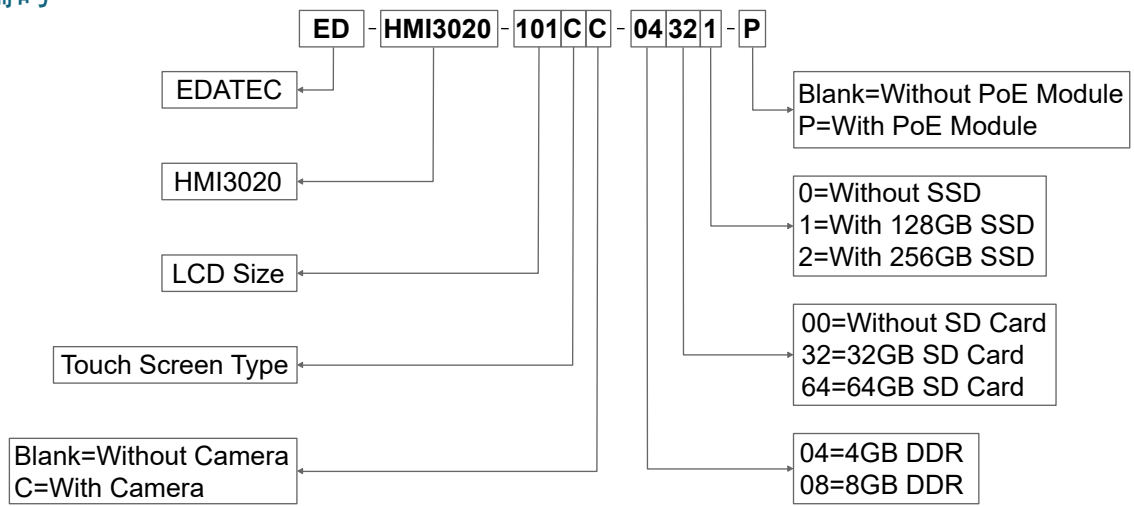 ED - HMI3020 - 101 C C - 04 32 1 - P
EDATEC
HMI3020
LCD Size
Touch Screen Type
Blank=Without Camera
C=With Camera
Blank=Without PoE Module
P=With PoE Module
0=Without SSD
1=With 128GB SSD
2=With 256GB SSD
00=Without SD Card
32=32GB SD Card
64=64GB SD Card
04=4GB DDR
08=8GB DDR